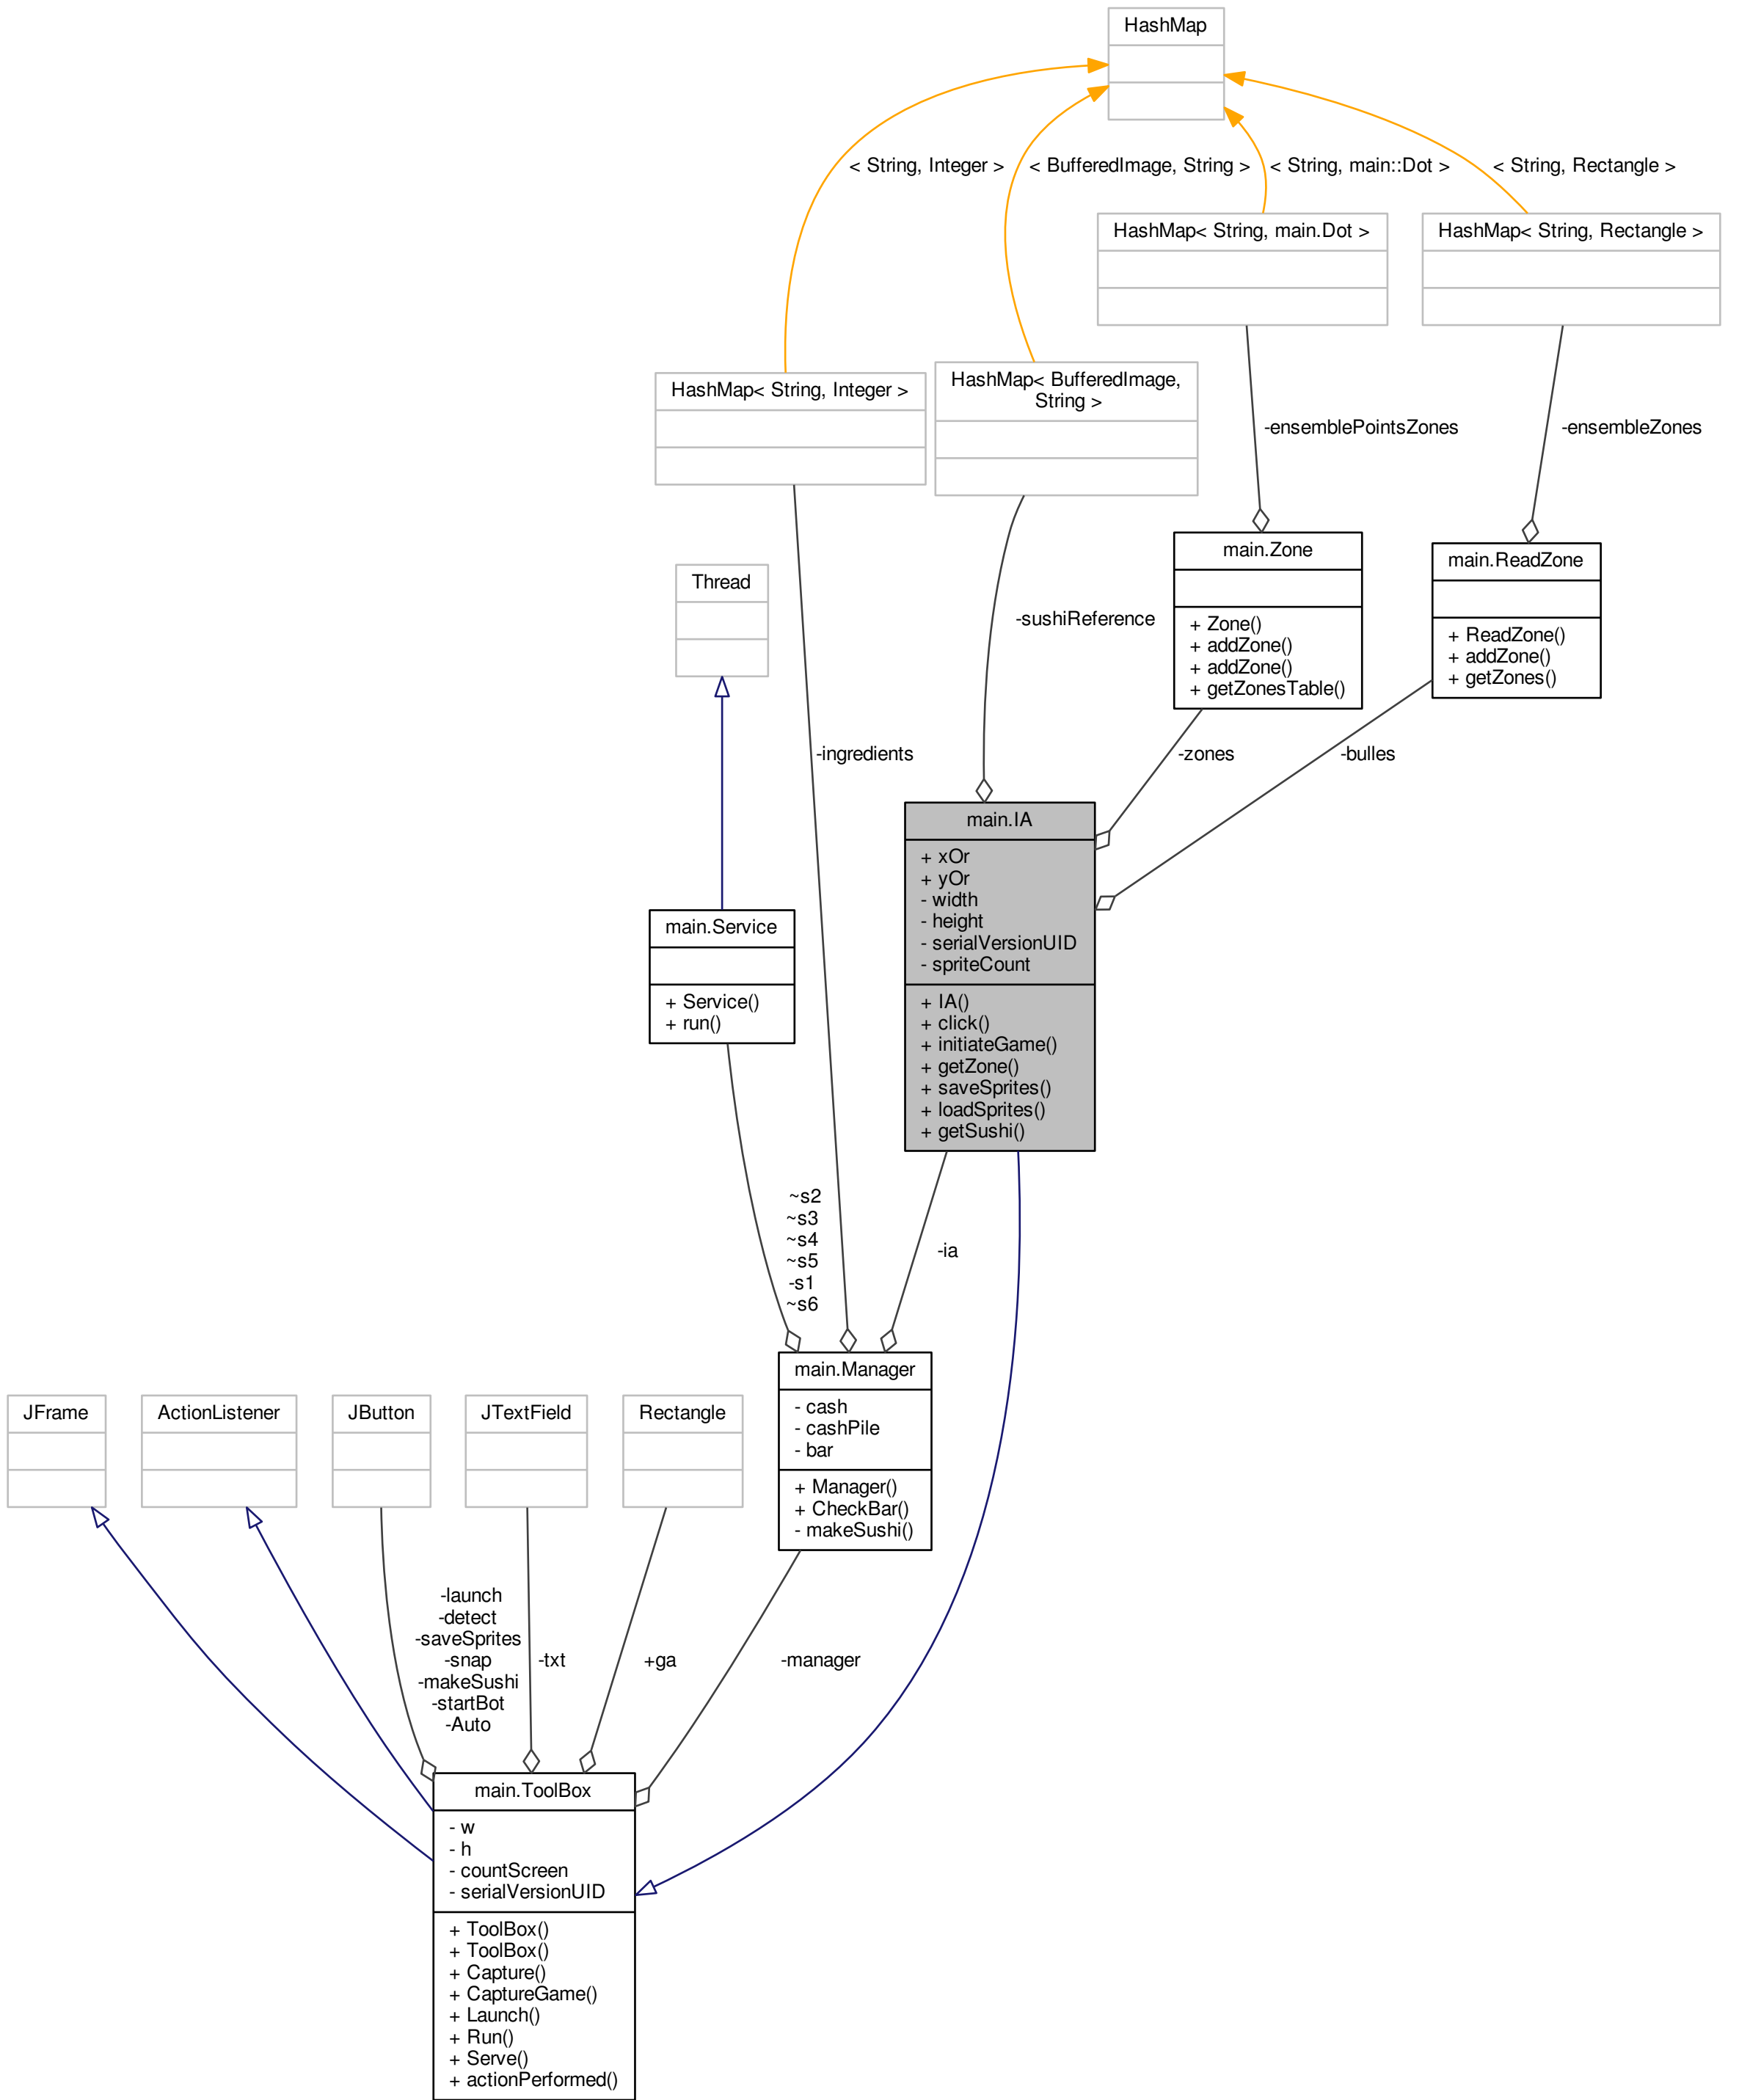 HashMap
< String, Integer >
< BufferedImage, String >
< String, main::Dot >
< String, Rectangle >
HashMap< String, main.Dot >
HashMap< String, Rectangle >
HashMap< String, Integer >
HashMap< BufferedImage,
String >
-ensemblePointsZones
-ensembleZones
main.Zone
+ Zone()
+ addZone()
+ addZone()
+ getZonesTable()
main.ReadZone
+ ReadZone()
+ addZone()
+ getZones()
Thread
-sushiReference
-ingredients
-zones
-bulles
main.IA
+ xOr
+ yOr
- width
- height
- serialVersionUID
- spriteCount
+ IA()
+ click()
+ initiateGame()
+ getZone()
+ saveSprites()
+ loadSprites()
+ getSushi()
main.Service
+ Service()
+ run()
~s2
~s3
~s4
~s5
-s1
~s6
-ia
main.Manager
- cash
- cashPile
- bar
+ Manager()
+ CheckBar()
- makeSushi()
JFrame
ActionListener
JButton
JTextField
Rectangle
-launch
-detect
-saveSprites
-snap
-makeSushi
-startBot
-Auto
-txt
+ga
-manager
main.ToolBox
- w
- h
- countScreen
- serialVersionUID
+ ToolBox()
+ ToolBox()
+ Capture()
+ CaptureGame()
+ Launch()
+ Run()
+ Serve()
+ actionPerformed()